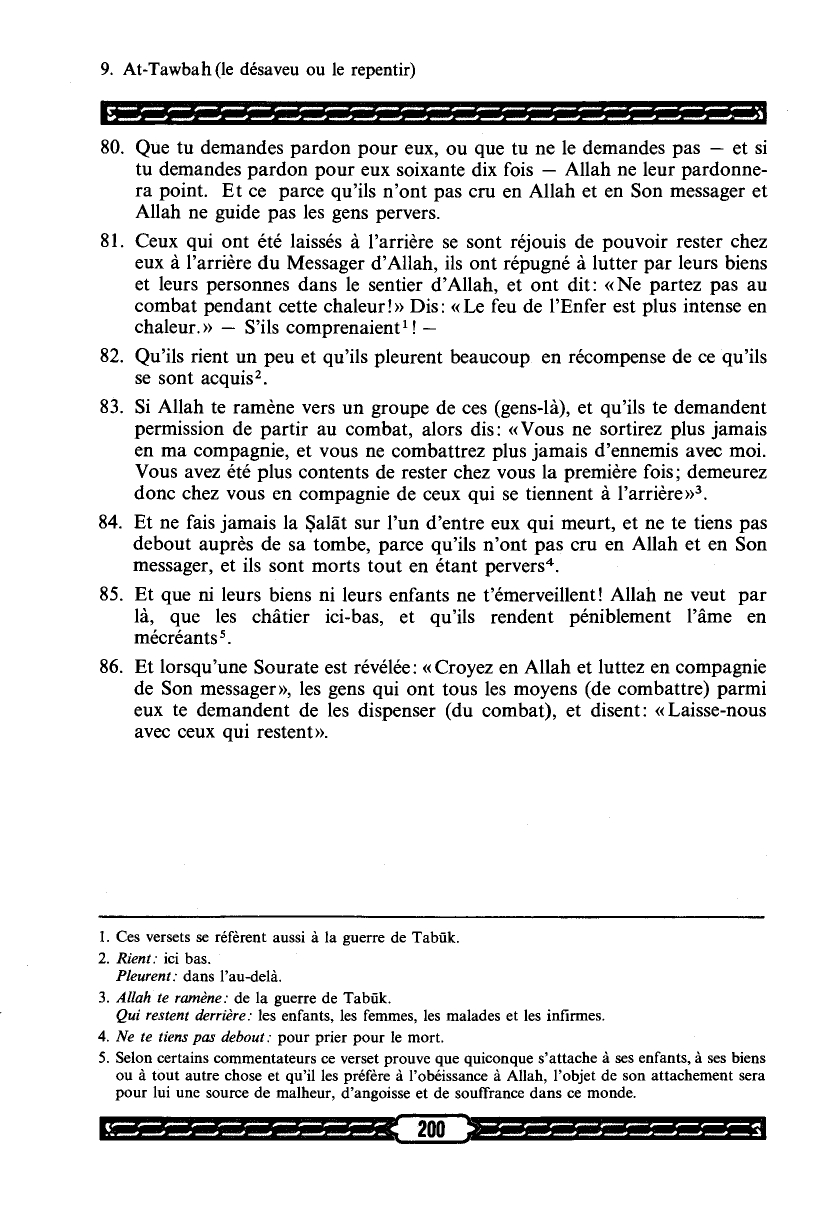 9. At-Tawbah (le désaveu ou le repentir)
80. Que tu demandes pardon pour eux, ou que tu ne le demandes pas — et si
tu demandes pardon pour eux soixante dix fois — Allah ne leur pardonne-
ra point. Et ce parce qu'ils n'ont pas cru en Allah et en Son messager et
Allah ne guide pas les gens pervers.
81. Ceux qui ont été laissés à l'arrière se sont réjouis de pouvoir rester chez
eux à l'arrière du Messager d'Allah, ils ont répugné à lutter par leurs biens
et leurs personnes dans le sentier d'Allah, et ont dit: «Ne partez pas au
combat pendant cette chaleur!» Dis: «Le feu de l'Enfer est plus intense en
chaleur.» — S'ils comprenaient¹! —
82. Qu'ils rient un peu et qu'ils pleurent beaucoup en récompense de ce qu'ils
se sont acquis².
83. Si Allah te ramène vers un groupe de ces (gens-là), et qu'ils te demandent
permission de partir au combat, alors dis: «Vous ne sortirez plus jamais
en ma compagnie, et vous ne combattrez plus jamais d'ennemis avec moi.
Vous avez été plus contents de rester chez vous la première fois; demeurez
donc chez vous en compagnie de ceux qui se tiennent à l'arrière»³.
84. Et ne fais jamais la Ṣalāt sur l'un d'entre eux qui meurt, et ne te tiens pas
debout auprès de sa tombe, parce qu'ils n'ont pas cru en Allah et en Son
messager, et ils sont morts tout en étant pervers⁴.
85. Et que ni leurs biens ni leurs enfants ne t'émerveillent! Allah ne veut par
là, que les châtier ici-bas, et qu'ils rendent péniblement l'âme en
mécréants⁵.
86. Et lorsqu'une Sourate est révélée: «Croyez en Allah et luttez en compagnie
de Son messager», les gens qui ont tous les moyens (de combattre) parmi
eux te demandent de les dispenser (du combat), et disent: «Laisse-nous
avec ceux qui restent».
1. Ces versets se réfèrent aussi à la guerre de Tabūk.
2. Rient: ici bas.
Pleurent: dans l'au-delà.
3. Allah te ramène: de la guerre de Tabūk.
Qui restent derrière: les enfants, les femmes, les malades et les infirmes.
4. Ne te tiens pas debout: pour prier pour le mort.
5. Selon certains commentateurs ce verset prouve que quiconque s'attache à ses enfants, à ses biens
ou à tout autre chose et qu'il les préfère à l'obéissance à Allah, l'objet de son attachement sera
pour lui une source de malheur, d'angoisse et de souffrance dans ce monde.
200